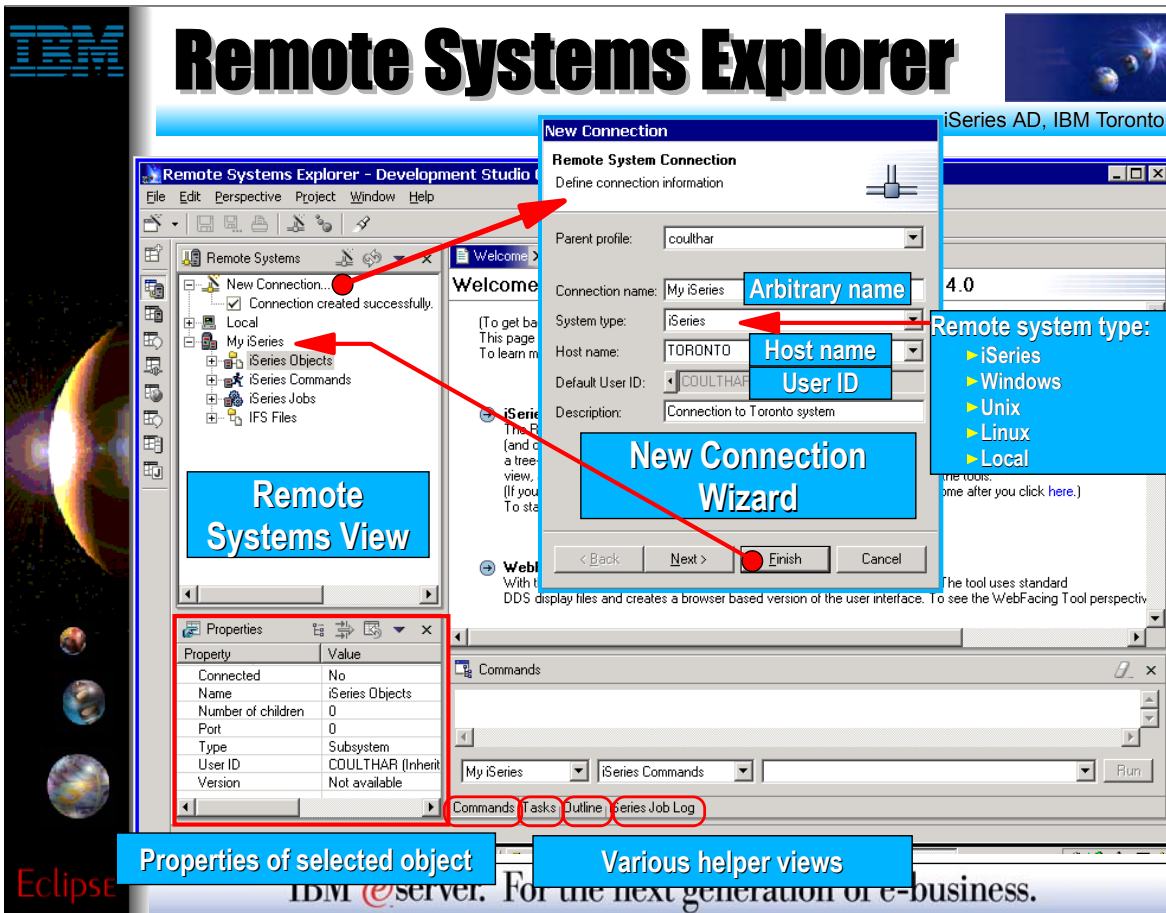 IBM
Remote Systems Explorer
iSeries AD, IBM Toronto
Remote Systems Explorer - Development Studio
File Edit Perspective Project Window Help
Remote Systems
New Connection...
Connection created successfully.
Local
My iSeries
iSeries Objects
iSeries Commands
iSeries Jobs
IFS Files
Remote
Systems View
Welcome
Welcome
4.0
(To get ba
This page
To learn m
iSerie
The R
(and c
a tree-
view,
the tools.
(If you
ome after you click here.)
To sta
Web
With t
The tool uses standard
DDS display files and creates a browser based version of the user interface. To see the WebFacing Tool perspectiv
New Connection
Remote System Connection
Define connection information
Parent profile: coulthar
Connection name: My iSeries
Arbitrary name
System type: iSeries
Host name: TORONTO
Host name
Default User ID: COULTHAR
User ID
Description: Connection to Toronto system
New Connection
Wizard
< Back Next > Finish Cancel
Remote system type:
iSeries
Windows
Unix
Linux
Local
Properties
Property Value
Connected No
Name iSeries Objects
Number of children 0
Port 0
Type Subsystem
User ID COULTHAR (Inherit
Version Not available
Commands
My iSeries iSeries Commands Run
Commands Tasks Outline iSeries Job Log
Properties of selected object
Various helper views
Eclipse
IBM @server. For the next generation of e-business.